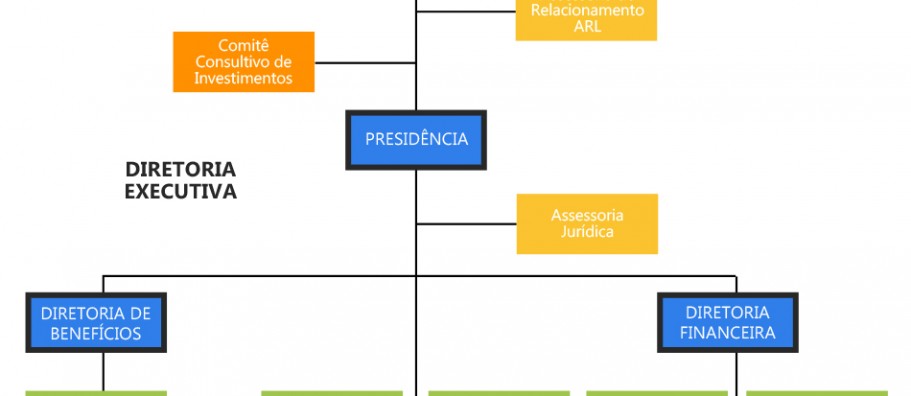 Relacionamento
ARL
Comitê
Consultivo de
Investimentos
PRESIDÊNCIA
DIRETORIA
EXECUTIVA
Assessoria
Jurídica
DIRETORIA DE
BENEFÍCIOS
DIRETORIA
FINANCEIRA